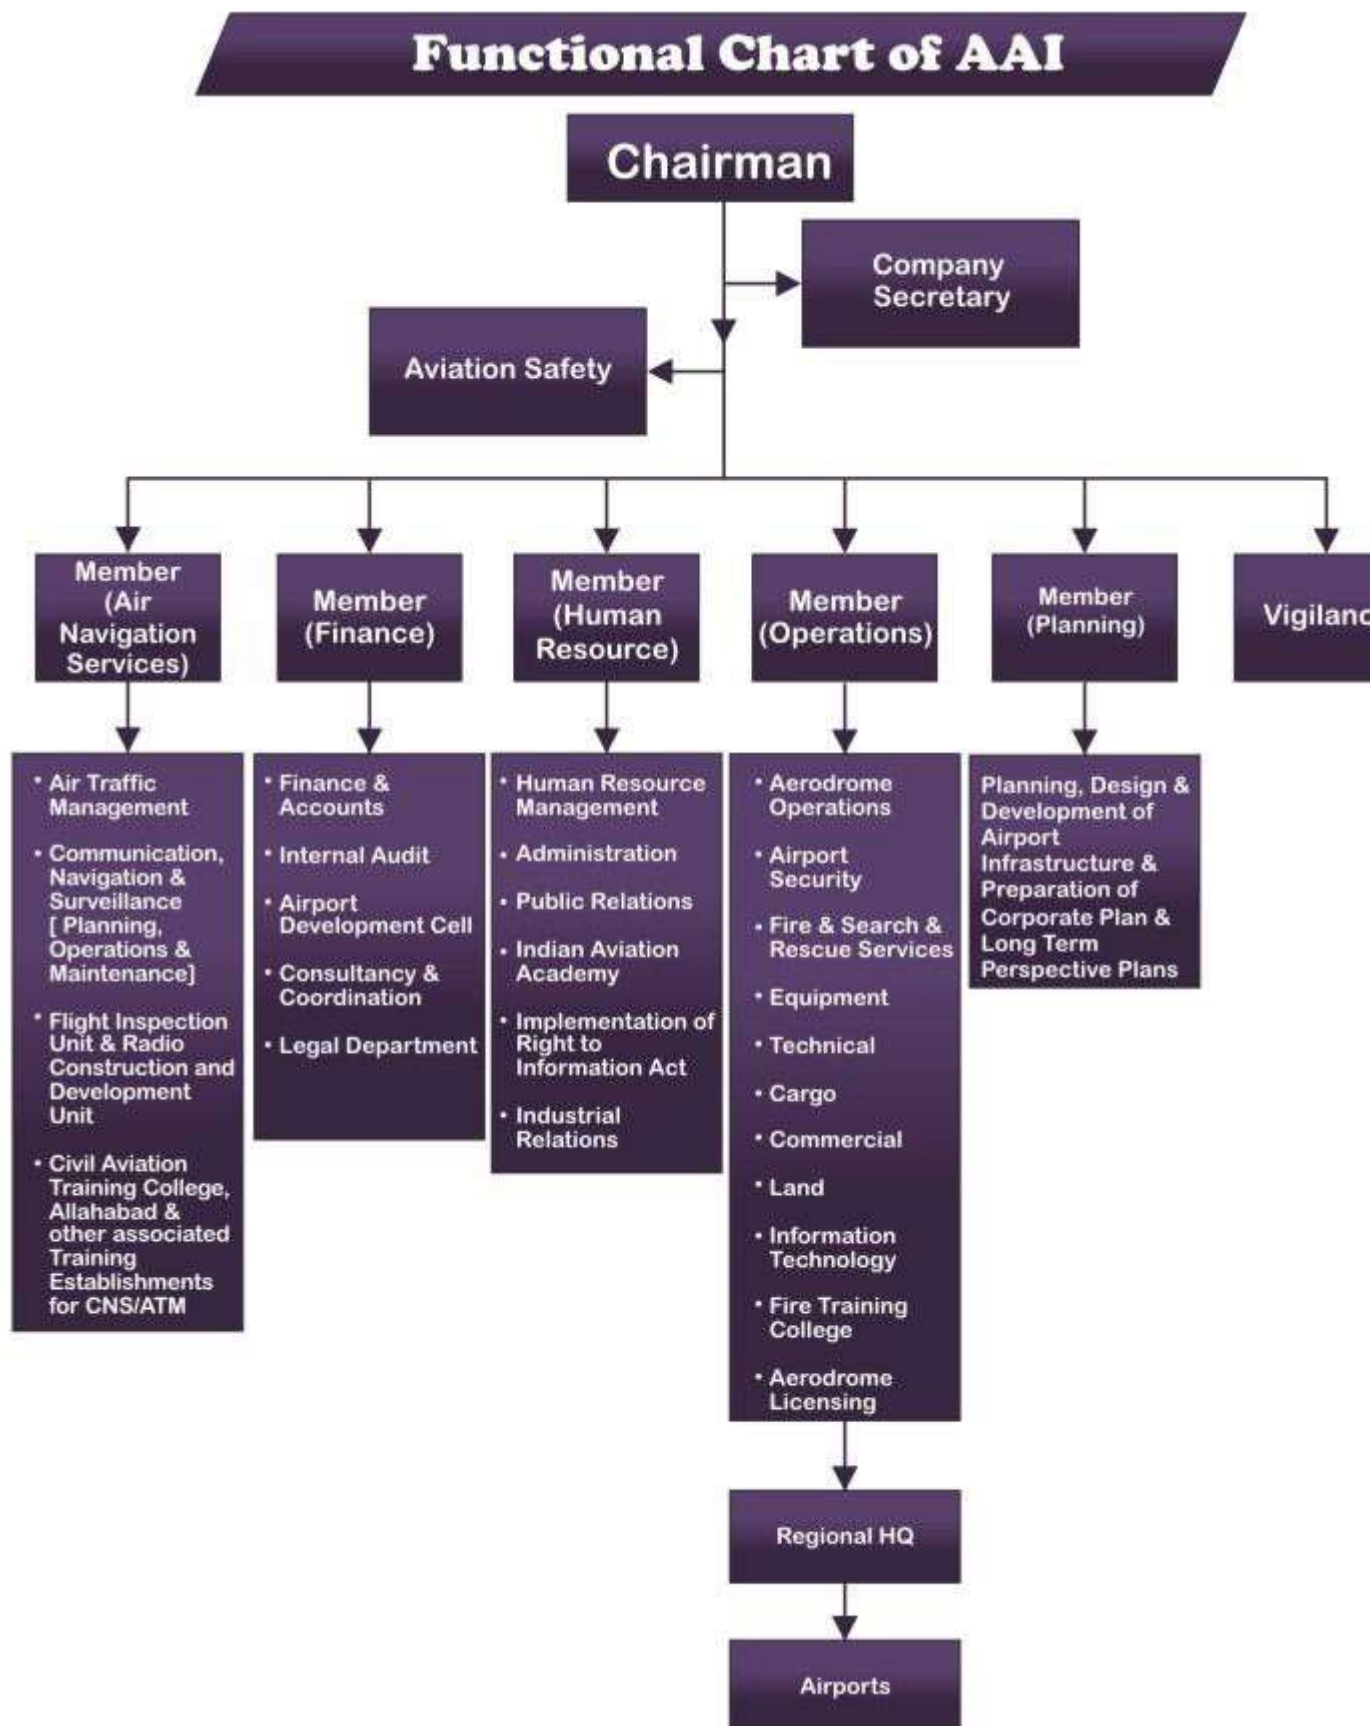 Functional Chart of AAI
Chairman
Company
Secretary
Aviation Safety
Member
(Air
Navigation
Services)
Member
(Finance)
Member
(Human
Resource)
Member
(Operations)
Member
(Planning)
Vigilanc
• Air Traffic
Management
• Communication,
Navigation &
Surveillance
[ Planning,
Operations &
Maintenance]
• Flight Inspection
Unit & Radio
Construction and
Development
Unit
• Civil Aviation
Training College,
Allahabad &
other associated
Training
Establishments
for CNS/ATM
• Finance &
Accounts
• Internal Audit
• Airport
Development Cell
• Consultancy &
Coordination
• Legal Department
• Human Resource
Management
• Administration
• Public Relations
• Indian Aviation
Academy
• Implementation of
Right to
Information Act
• Industrial
Relations
• Aerodrome
Operations
• Airport
Security
• Fire & Search &
Rescue Services
• Equipment
• Technical
• Cargo
• Commercial
• Land
• Information
Technology
• Fire Training
College
• Aerodrome
Licensing
Planning, Design &
Development of
Airport
Infrastructure &
Preparation of
Corporate Plan &
Long Term
Perspective Plans
Regional HQ
Airports